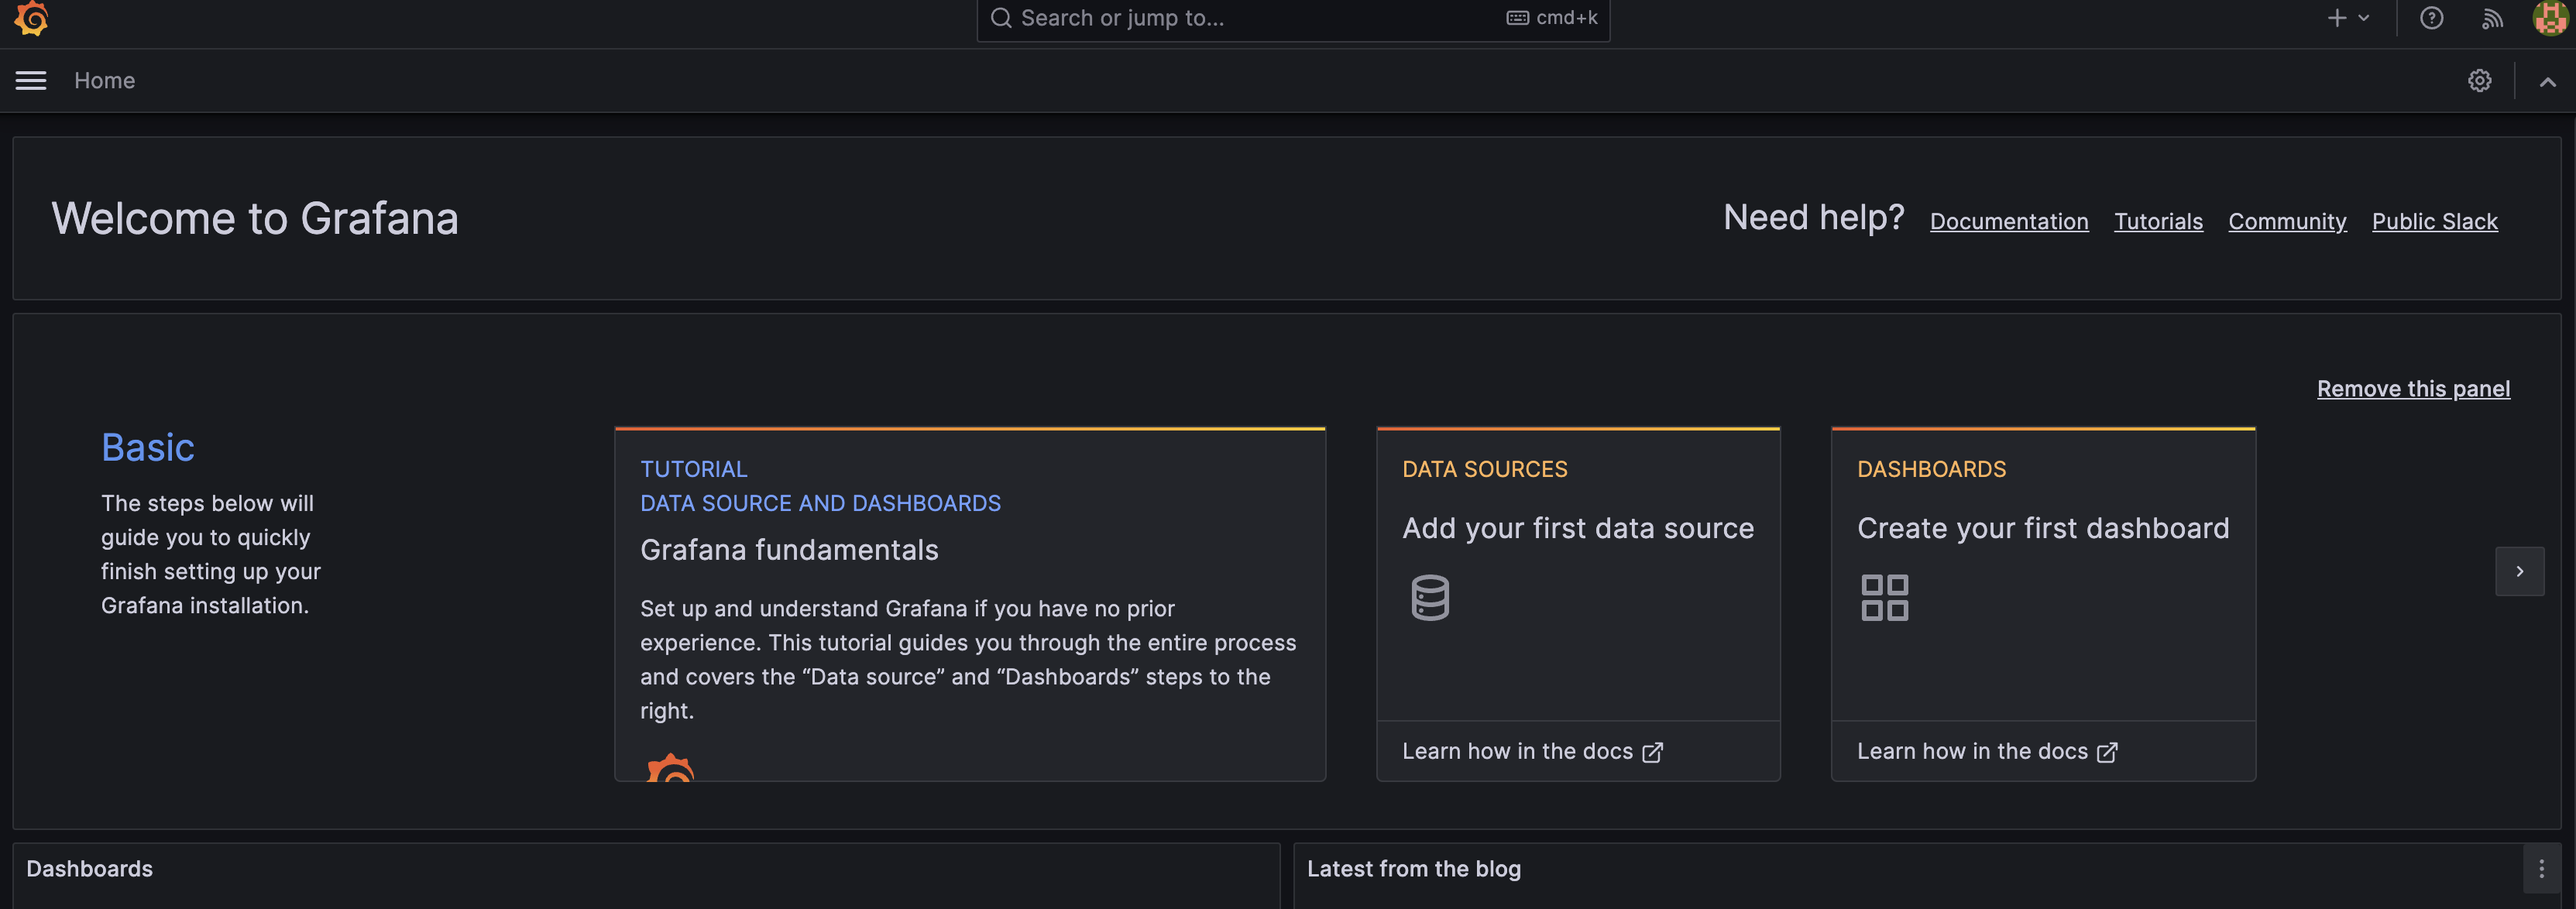 Search or jump to...
cmd+k
Home
Welcome to Grafana
Need help?
Documentation
Tutorials
Community
Public Slack
Remove this panel
Basic
The steps below will
guide you to quickly
finish setting up your
Grafana installation.
TUTORIAL
DATA SOURCE AND DASHBOARDS
Grafana fundamentals
Set up and understand Grafana if you have no prior
experience. This tutorial guides you through the entire process
and covers the “Data source” and “Dashboards” steps to the
right.
DATA SOURCES
Add your first data source
Learn how in the docs
DASHBOARDS
Create your first dashboard
Learn how in the docs
Dashboards
Latest from the blog